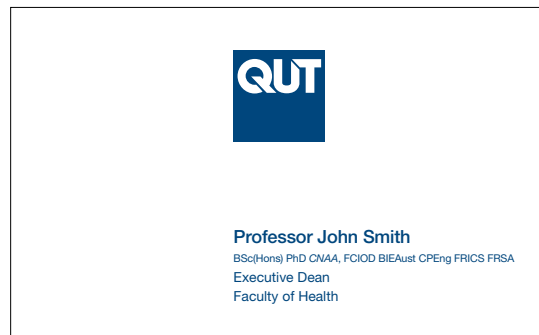 QUT
Professor John Smith
BSc(Hons) PhD CNAA, FCIOD BIEAust CPEng FRICS FRSA
Executive Dean
Faculty of Health